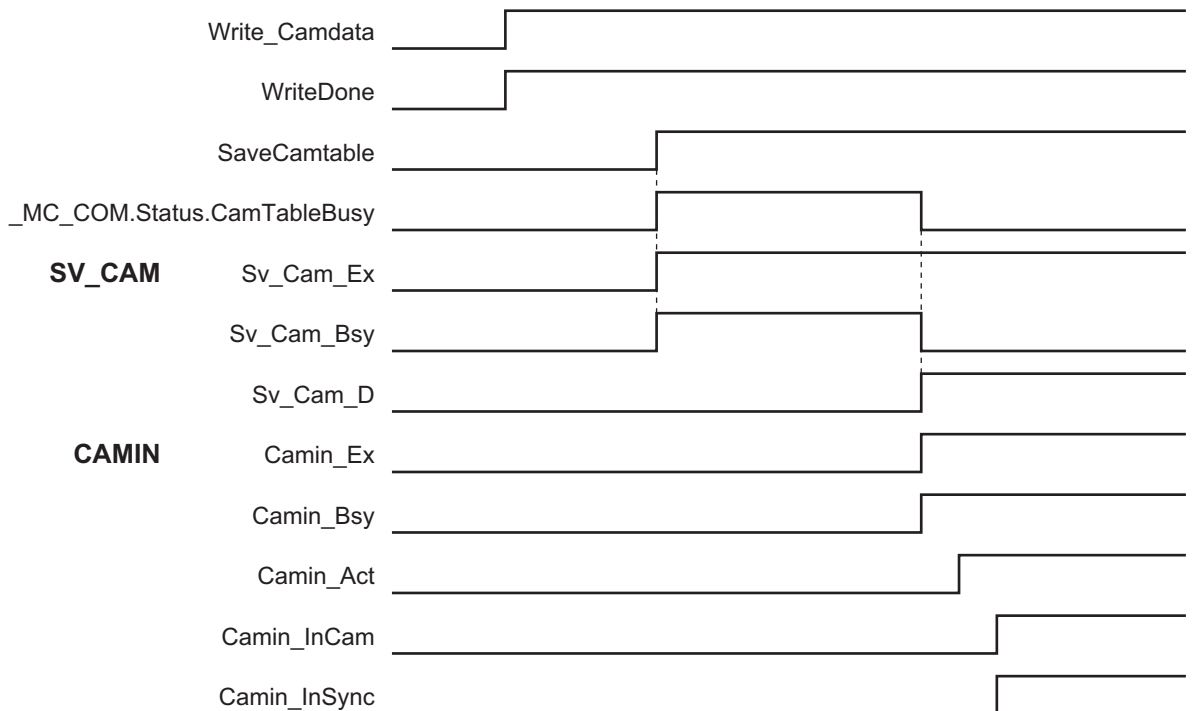 Write_Camdata
WriteDone
SaveCamtable
_MC_COM.Status.CamTableBusy
SV_CAM Sv_Cam_Ex
Sv_Cam_Bsy
Sv_Cam_D
CAMIN Camin_Ex
Camin_Bsy
Camin_Act
Camin_InCam
Camin_InSync